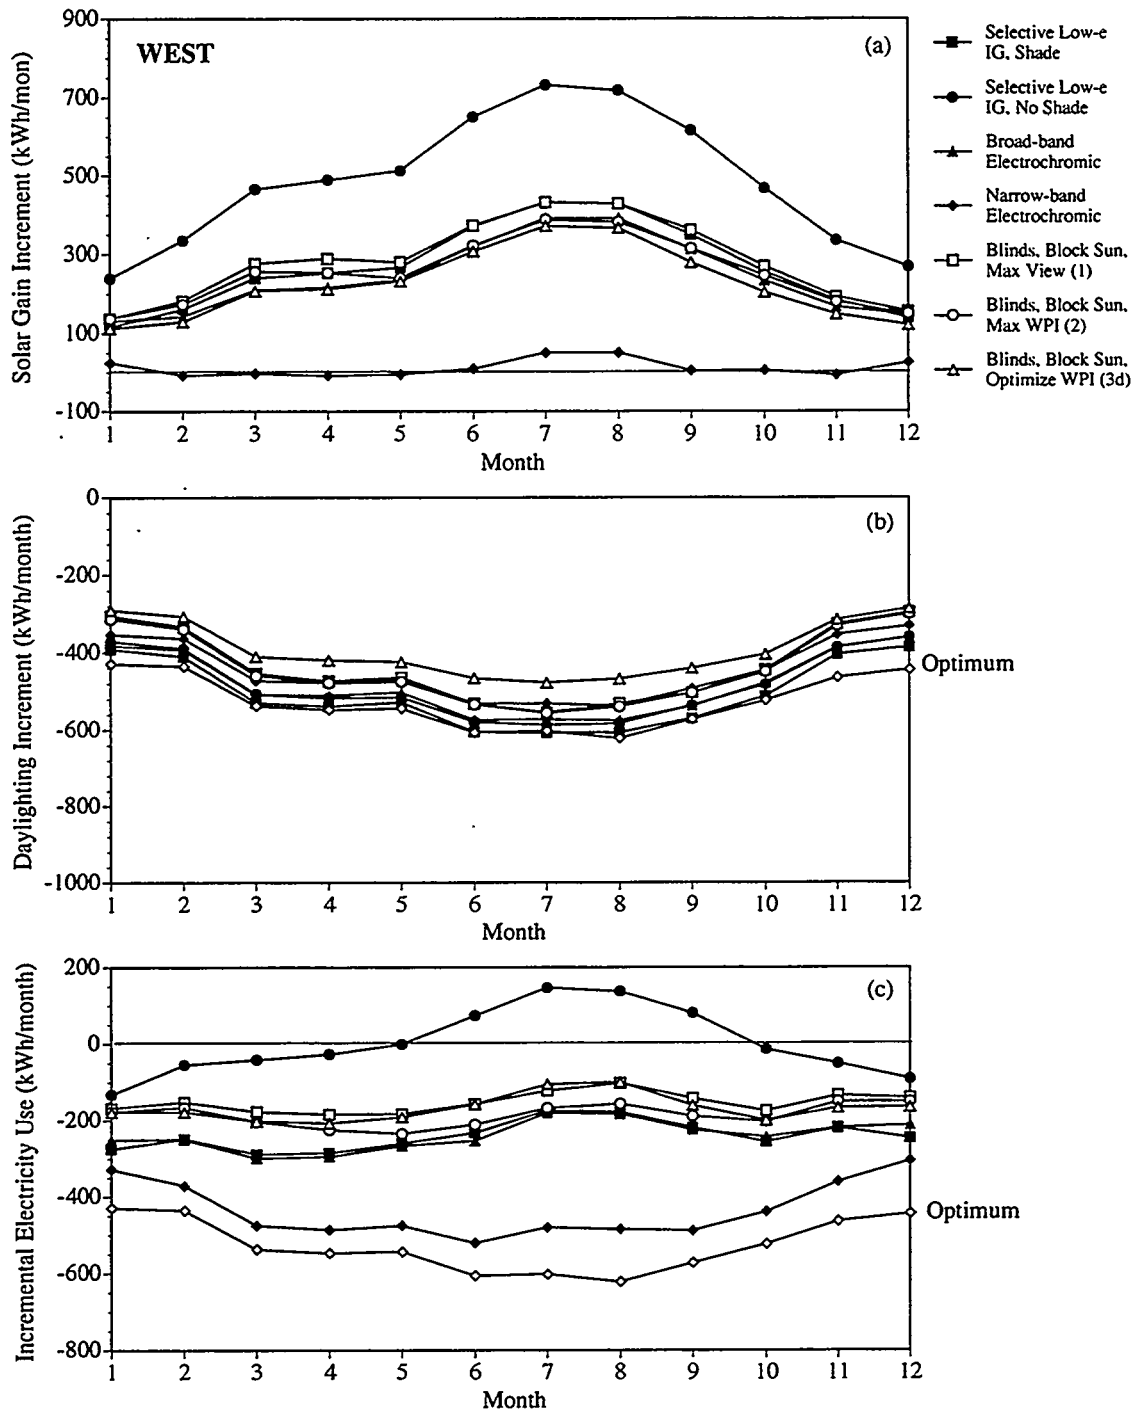 WEST
(a)
Solar Gain Increment (kWh/mon)
900
700
500
300
100
-100
1 2 3 4 5 6 7 8 9 10 11 12
Month
Selective Low-e
IG, Shade
Selective Low-e
IG, No Shade
Broad-band
Electrochromic
Narrow-band
Electrochromic
Blinds, Block Sun,
Max View (1)
Blinds, Block Sun,
Max WPI (2)
Blinds, Block Sun,
Optimize WPI (3d)
(b)
Daylighting Increment (kWh/month)
0
-200
-400
-600
-800
-1000
Optimum
1 2 3 4 5 6 7 8 9 10 11 12
Month
(c)
Incremental Electricity Use (kWh/month)
200
0
-200
-400
-600
-800
Optimum
1 2 3 4 5 6 7 8 9 10 11 12
Month